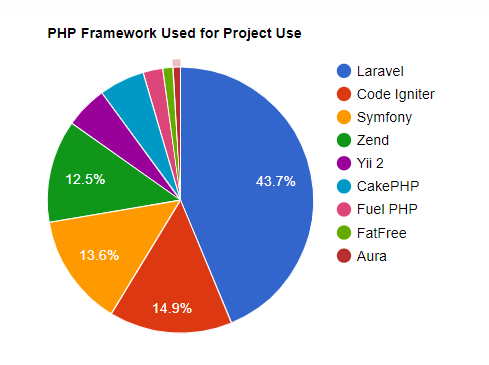 PHP Framework Used for Project Use
Laravel
Code Igniter
Symfony
Zend
Yii 2
CakePHP
Fuel PHP
FatFree
Aura
43.7%
14.9%
13.6%
12.5%